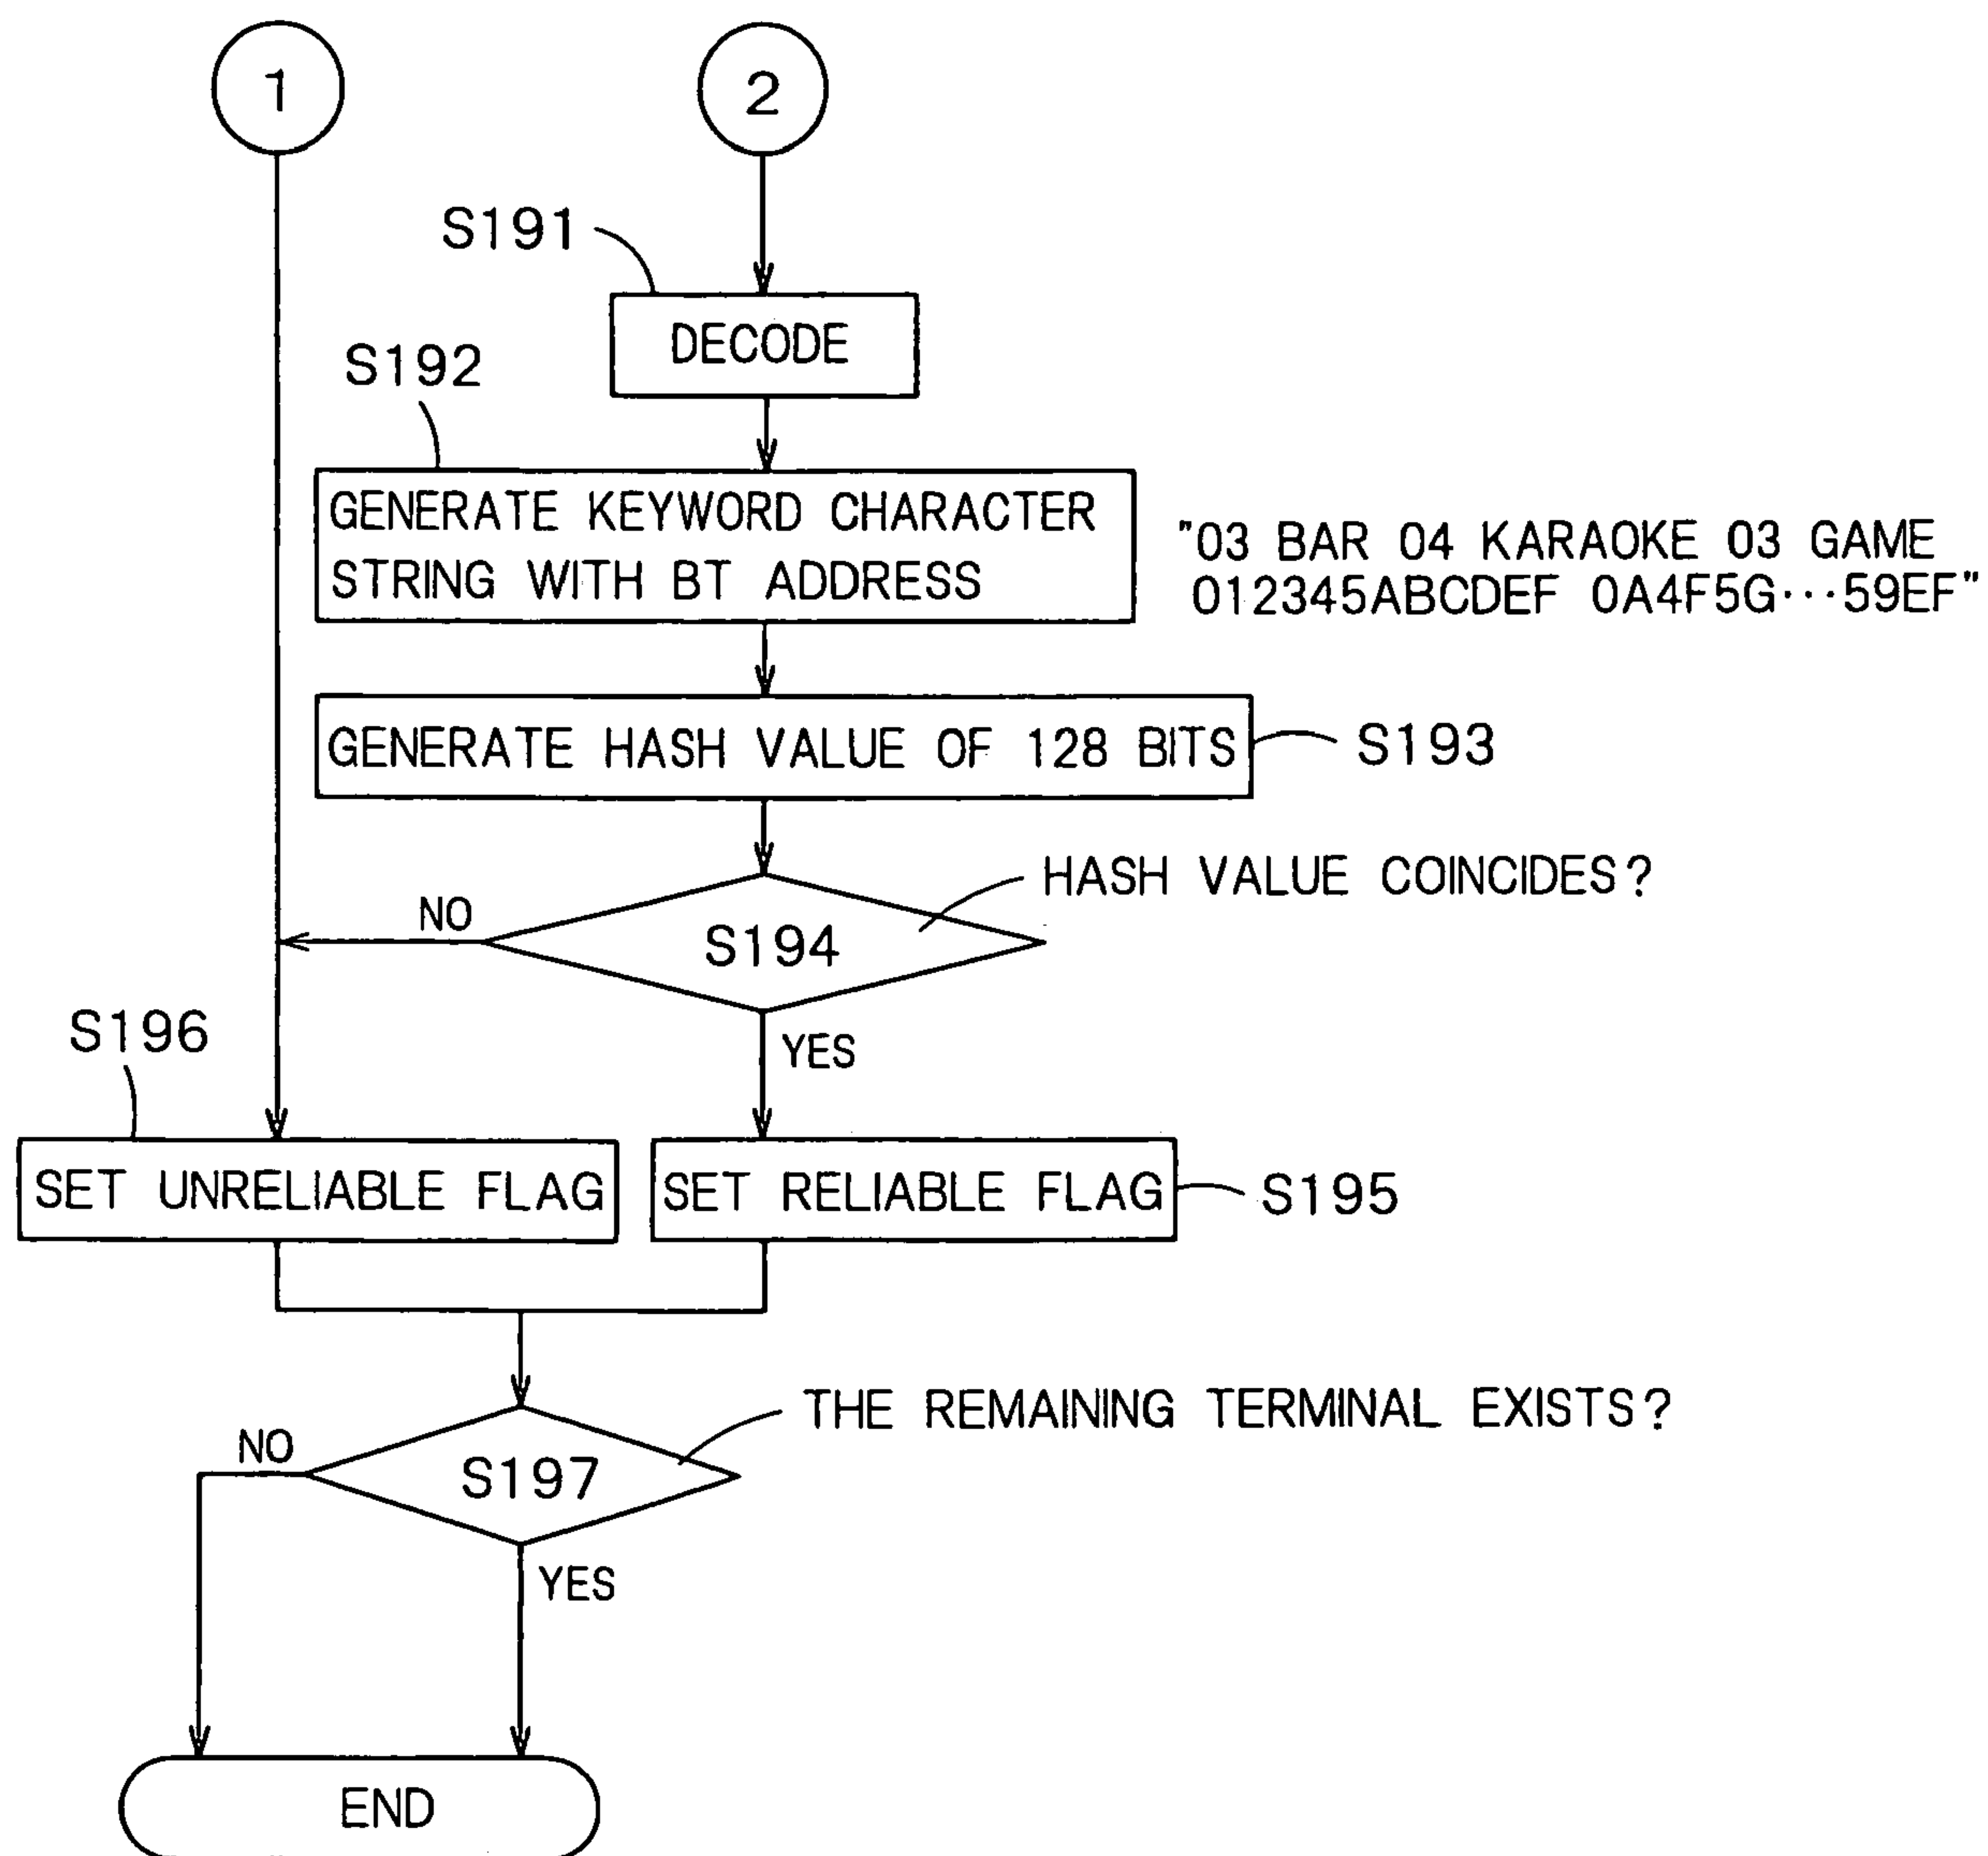 1
2
S191
DECODE
S192
GENERATE KEYWORD CHARACTER
STRING WITH BT ADDRESS
"03 BAR 04 KARAOKE 03 GAME
012345ABCDEF 0A4F5G···59EF"
GENERATE HASH VALUE OF 128 BITS
S193
HASH VALUE COINCIDES?
NO
S194
YES
S196
SET UNRELIABLE FLAG
SET RELIABLE FLAG
S195
THE REMAINING TERMINAL EXISTS?
NO
S197
YES
END